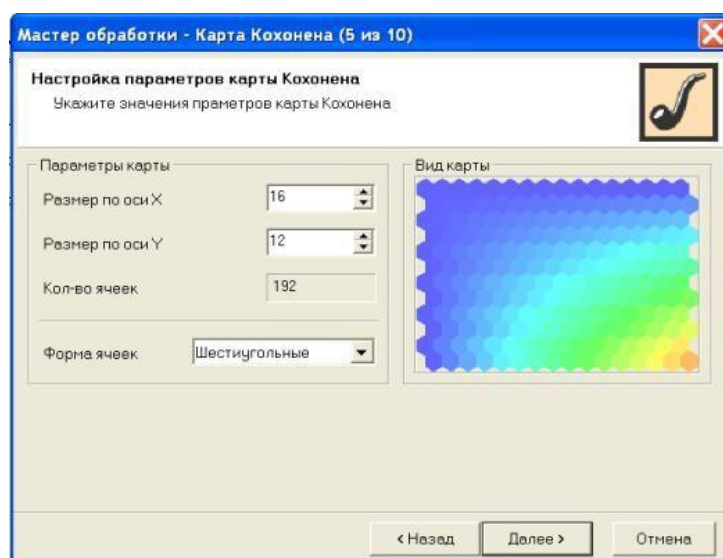 Мастер обработки - Карта Кохонена (5 из 10)
Настройка параметров карты Кохонена
Укажите значения праметров карты Кохонена
Параметры карты
Размер по оси X
16
Размер по оси Y
12
Кол-во ячеек
192
Форма ячеек
Шестиугольные
Вид карты
< Назад
Далее >
Отмена